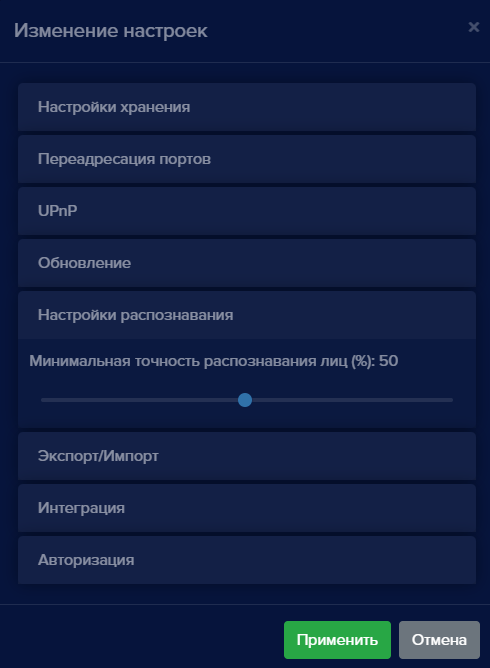 Изменение настроек
×
Настройки хранения
Переадресация портов
UPnP
Обновление
Настройки распознавания
Минимальная точность распознавания лиц (%): 50
Экспорт/Импорт
Интеграция
Авторизация
Применить Отмена